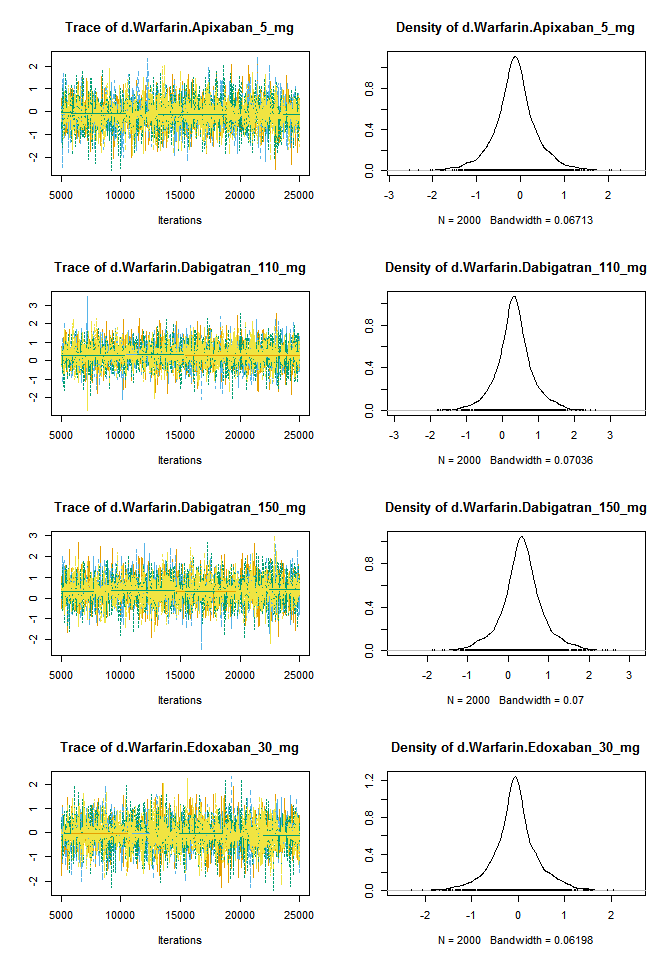 Trace of d.Warfarin.Apixaban_5_mg
2
1
0
-1
-2
5000 10000 15000 20000 25000
Iterations
Density of d.Warfarin.Apixaban_5_mg
0.8
0.4
0.0
-3 -2 -1 0 1 2
N = 2000 Bandwidth = 0.06713
Trace of d.Warfarin.Dabigatran_110_mg
3
2
1
0
-1
-2
5000 10000 15000 20000 25000
Iterations
Density of d.Warfarin.Dabigatran_110_mg
0.8
0.4
0.0
-3 -2 -1 0 1 2 3
N = 2000 Bandwidth = 0.07036
Trace of d.Warfarin.Dabigatran_150_mg
3
2
1
0
-1
-2
5000 10000 15000 20000 25000
Iterations
Density of d.Warfarin.Dabigatran_150_mg
0.8
0.4
0.0
-2 -1 0 1 2 3
N = 2000 Bandwidth = 0.07
Trace of d.Warfarin.Edoxaban_30_mg
2
1
0
-1
-2
5000 10000 15000 20000 25000
Iterations
Density of d.Warfarin.Edoxaban_30_mg
1.2
0.8
0.4
0.0
-2 -1 0 1 2
N = 2000 Bandwidth = 0.06198